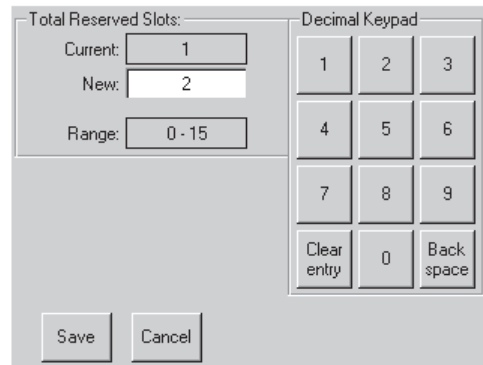 Total Reserved Slots:
Current: 1
New: 2
Range: 0 - 15
Decimal Keypad
1 2 3
4 5 6
7 8 9
Clear entry 0 Back space
Save Cancel